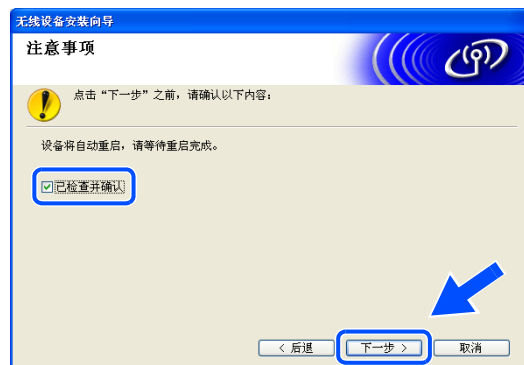 无线设备安装向导
注意事项
点击“下一步”之前，请确认以下内容：
设备将自动重启，请等待重启完成。
已检查并确认
< 后退
下一步 >
取消